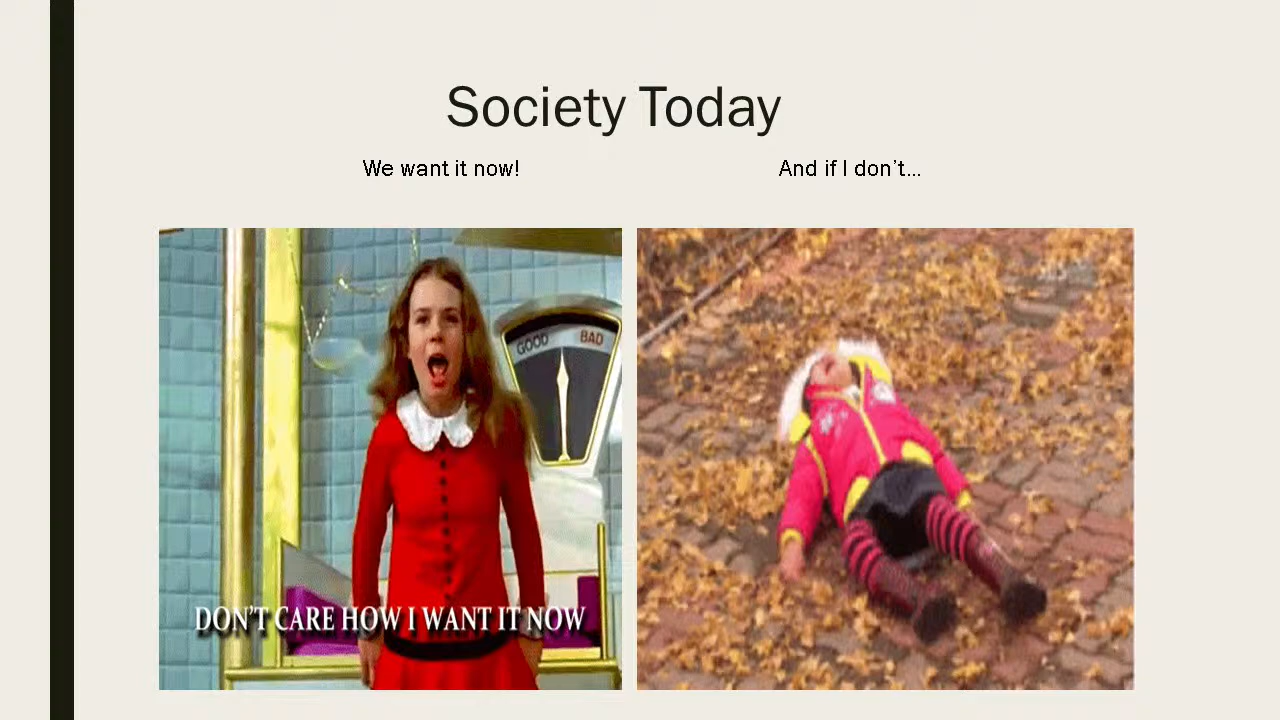 Society Today
We want it now!
And if I don't...
GOOD
BAD
DON'T CARE HOW I WANT IT NOW